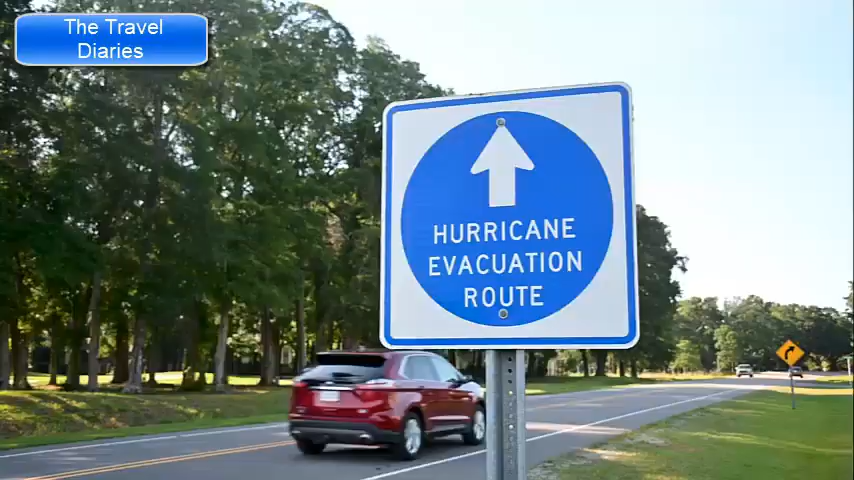 The Travel
Diaries
HURRICANE
EVACUATION
ROUTE